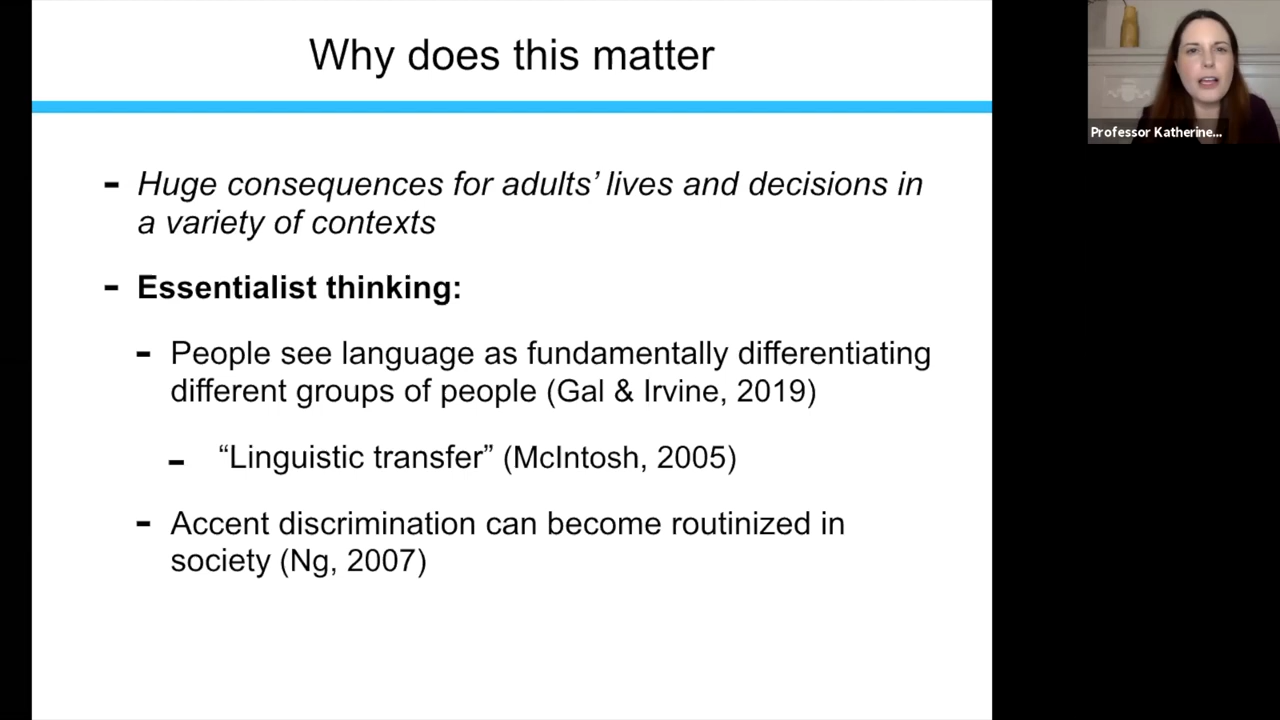 Why does this matter
Professor Katherine...
- Huge consequences for adults’ lives and decisions in
a variety of contexts
- Essentialist thinking:
- People see language as fundamentally differentiating
different groups of people (Gal & Irvine, 2019)
- “Linguistic transfer” (McIntosh, 2005)
- Accent discrimination can become routinized in
society (Ng, 2007)